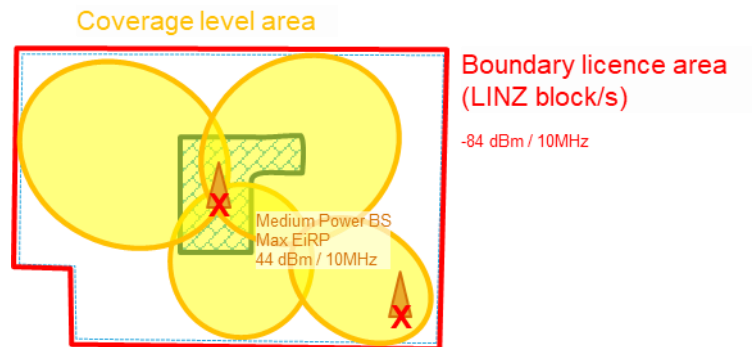 Coverage level area
Boundary licence area
(LINZ block/s)
-84 dBm / 10MHz
X
Medium Power BS
Max EiRP
44 dBm / 10MHz
X